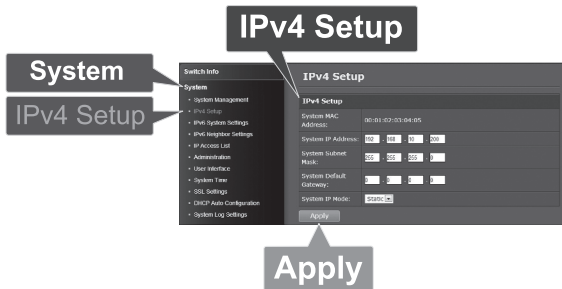 IPv4 Setup
System
IPv4 Setup
Switch Info
System
System Management
IPv4 Setup
IPv6 System Settings
IPv6 Neighbor Settings
IP Access List
Administration
User Interface
System Time
SSL Settings
DHCP Auto Configuration
System Log Settings
IPv4 Setup
IPv4 Setup
System MAC Address: 00:01:02:03:04:05
System IP Address: 192 . 168 . 10 . 200
System Subnet Mask: 255 . 255 . 255 . 0
System Default Gateway: 0 . 0 . 0 . 0
System IP Mode: Static
Apply
Apply